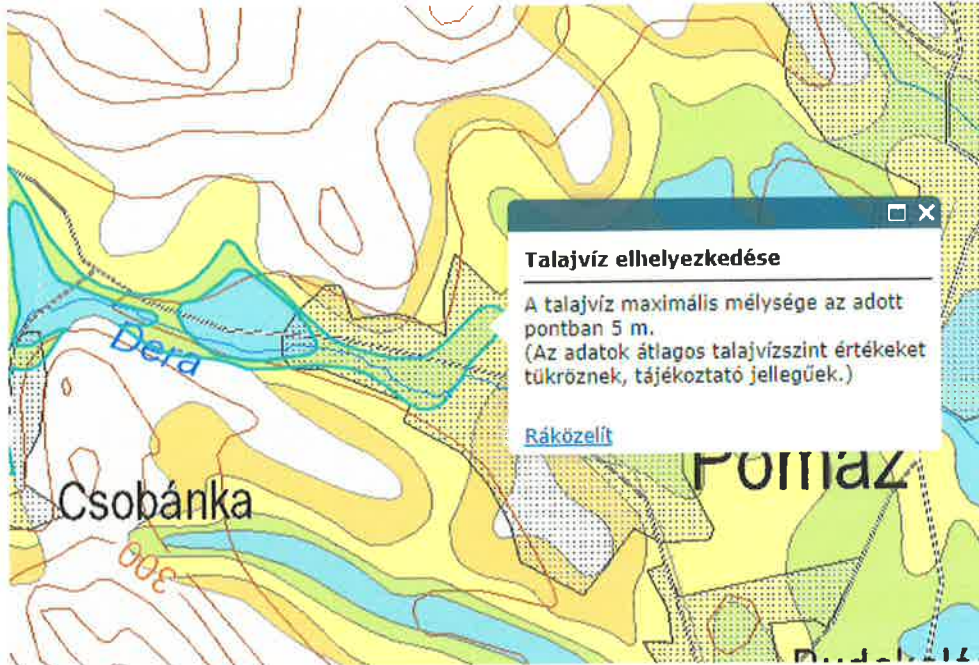 Talajvíz elhelyezkedése
A talajvíz maximális mélysége az adott
pontban 5 m.
(Az adatok átlagos talajvízszint értékeket
tükröznek, tájékoztató jellegűek.)
Ráközelít
Dera
Pomáz
Csobánka
300